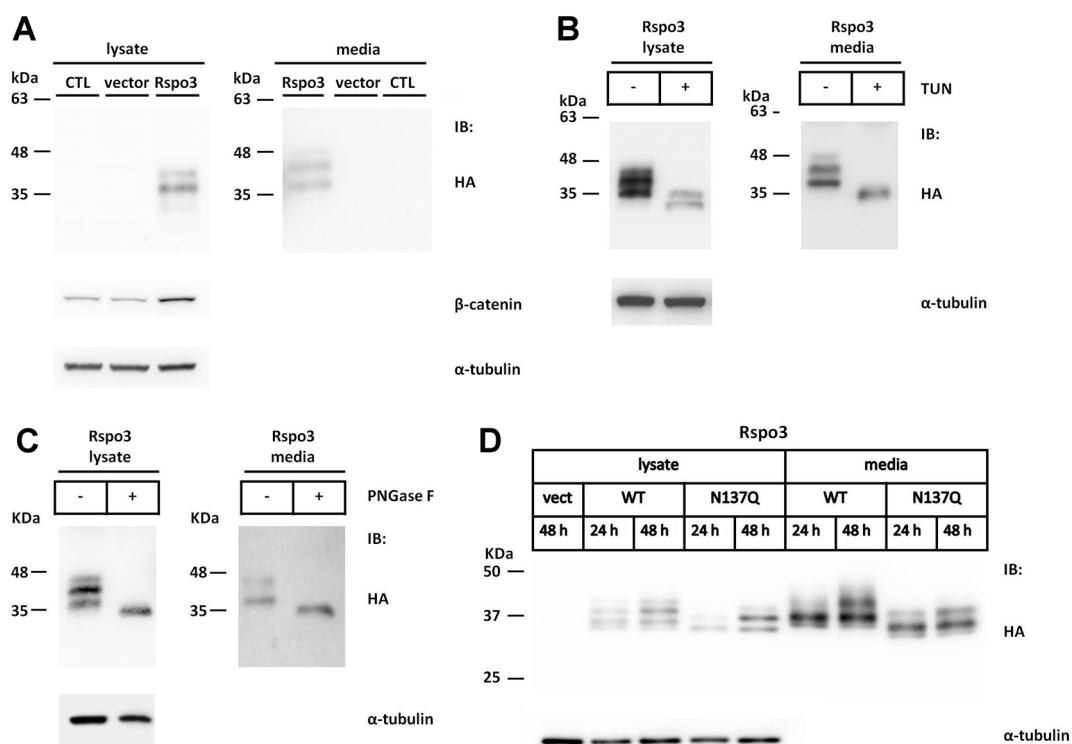 A
lysate
media
kDa
CTL vector Rspo3
kDa
Rspo3 vector CTL
63
63
IB:
48
48
HA
35
35
β-catenin
α-tubulin
B
Rspo3
lysate
Rspo3
media
- +
- +
TUN
kDa
kDa
63
63
IB:
48
48
35
35
HA
α-tubulin
C
Rspo3
lysate
Rspo3
media
- +
- +
PNGase F
KDa
KDa
IB:
48
48
HA
35
35
α-tubulin
D
Rspo3
lysate media
vect WT N137Q WT N137Q
48 h 24 h 48 h 24 h 48 h 24 h 48 h 24 h 48 h
KDa
50
IB:
37
HA
25
α-tubulin